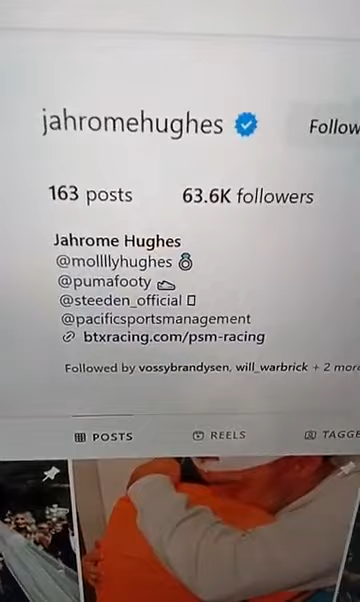 jahromehughes Follow
163 posts 63.6K followers
Jahrome Hughes
@mollllyhughes 💍
@pumafooty 👟
@steeden_official
@pacificsportsmanagement
btxracing.com/psm-racing
Followed by vossybrandysen, will_warbrick + 2 more
POSTS REELS TAGGE